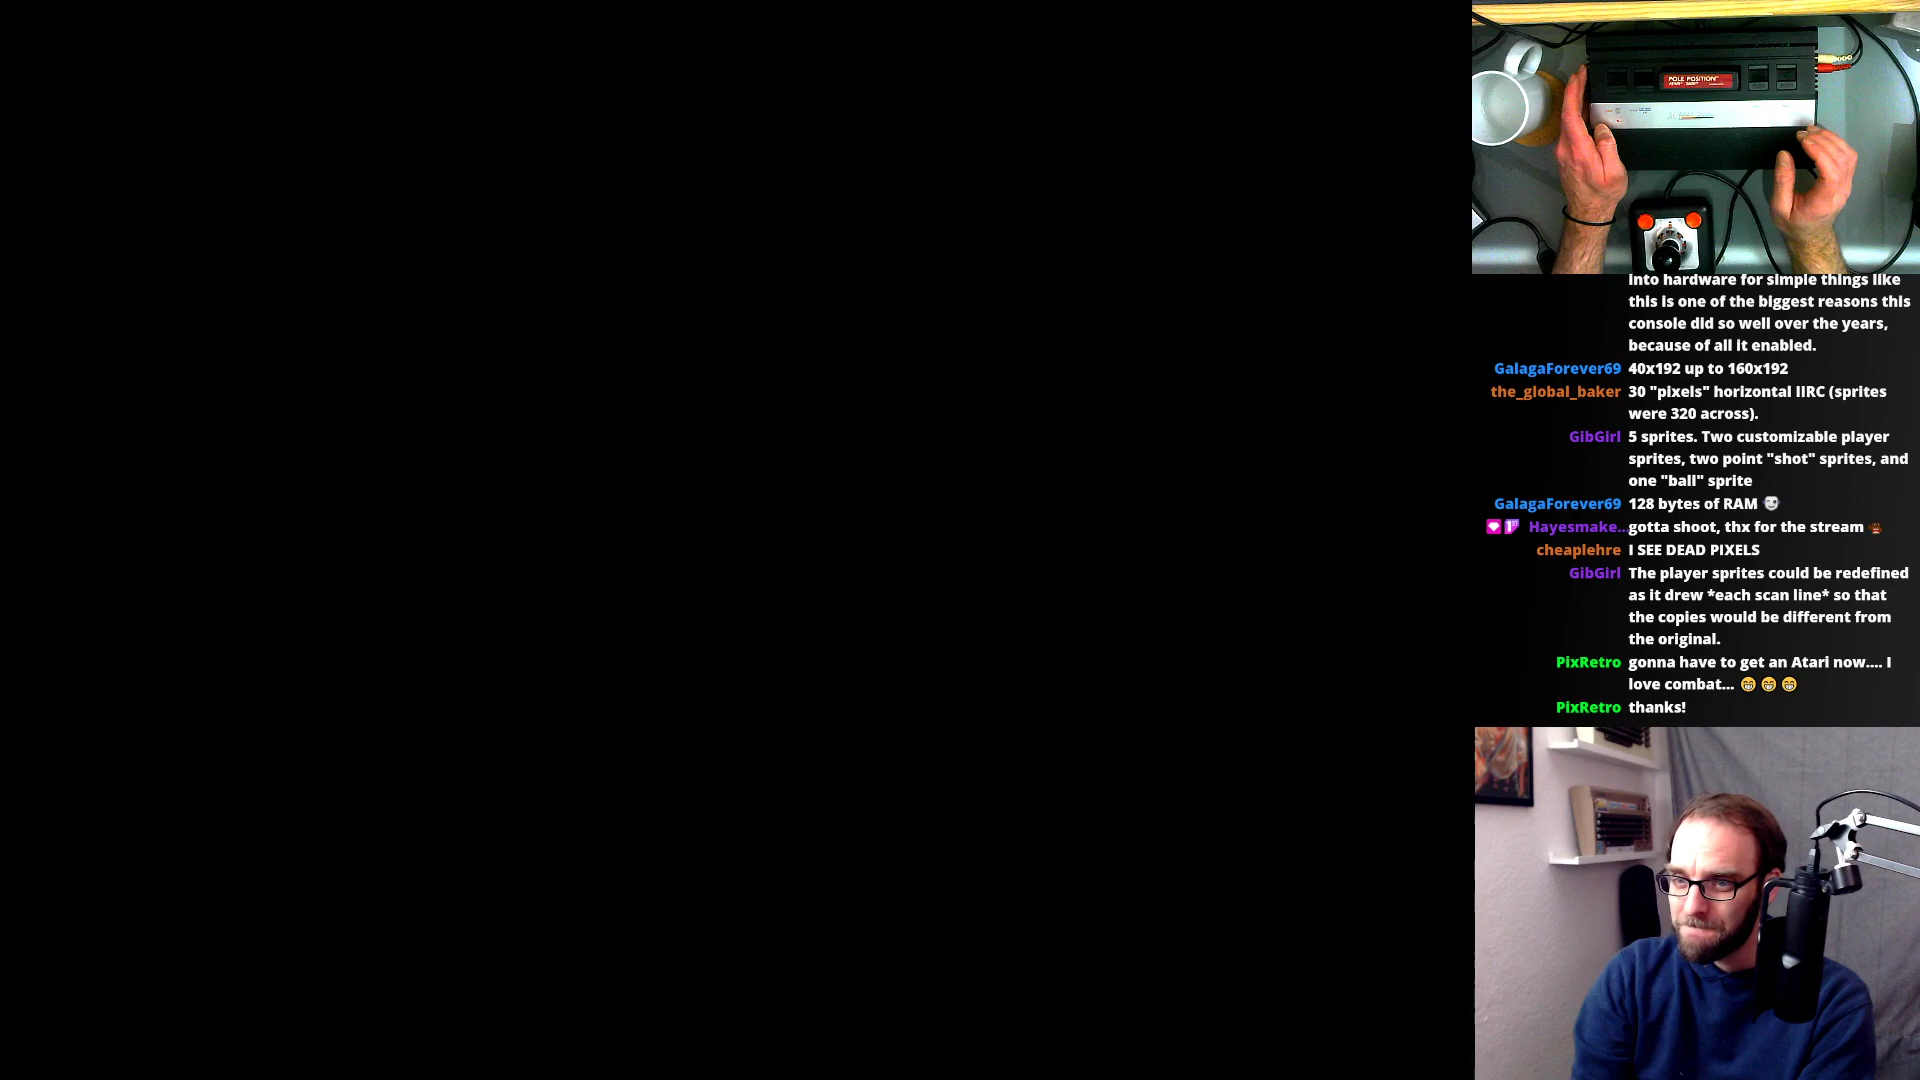 POLE POSITION
into hardware for simple things like
this is one of the biggest reasons this
console did so well over the years,
because of all it enabled.
GalagaForever69 40x192 up to 160x192
the_global_baker 30 "pixels" horizontal IIRC (sprites
were 320 across).
GibGirl 5 sprites. Two customizable player
sprites, two point "shot" sprites, and
one "ball" sprite
GalagaForever69 128 bytes of RAM
Hayesmake... gotta shoot, thx for the stream
cheaplehre I SEE DEAD PIXELS
GibGirl The player sprites could be redefined
as it drew *each scan line* so that
the copies would be different from
the original.
PixRetro gonna have to get an Atari now.... I
love combat...
PixRetro thanks!